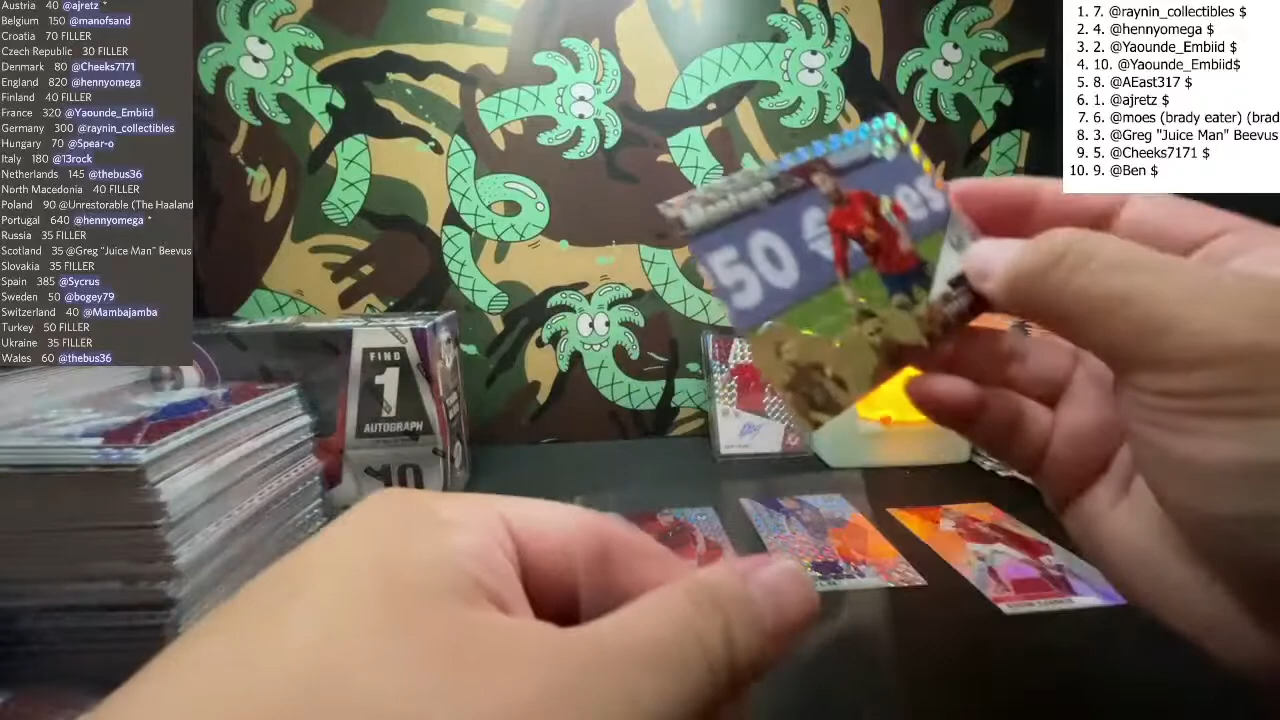 Austria 40 @ajretz *
Belgium 150 @manofsand
Croatia 70 FILLER
Czech Republic 30 FILLER
Denmark 80 @Cheeks7171
England 820 @hennyomega
Finland 40 FILLER
France 320 @Yaounde_Embiid
Germany 300 @raynin_collectibles
Hungary 70 @Spear-o
Italy 180 @13rock
Netherlands 145 @thebus36
North Macedonia 40 FILLER
Poland 90 @Unrestorable (The Haaland
Portugal 640 @hennyomega *
Russia 35 FILLER
Scotland 35 @Greg "Juice Man" Beevus
Slovakia 35 FILLER
Spain 385 @Sycrus
Sweden 50 @bogey79
Switzerland 40 @Mambajamba
Turkey 50 FILLER
Ukraine 35 FILLER
Wales 60 @thebus36
1. 7. @raynin_collectibles $
2. 4. @hennyomega $
3. 2. @Yaounde_Embiid $
4. 10. @Yaounde_Embiid$
5. 8. @AEast317 $
6. 1. @ajretz $
7. 6. @moes (brady eater) (brad
8. 3. @Greg "Juice Man" Beevus
9. 5. @Cheeks7171 $
10. 9. @Ben $
50
FIND
1
AUTOGRAPH
10